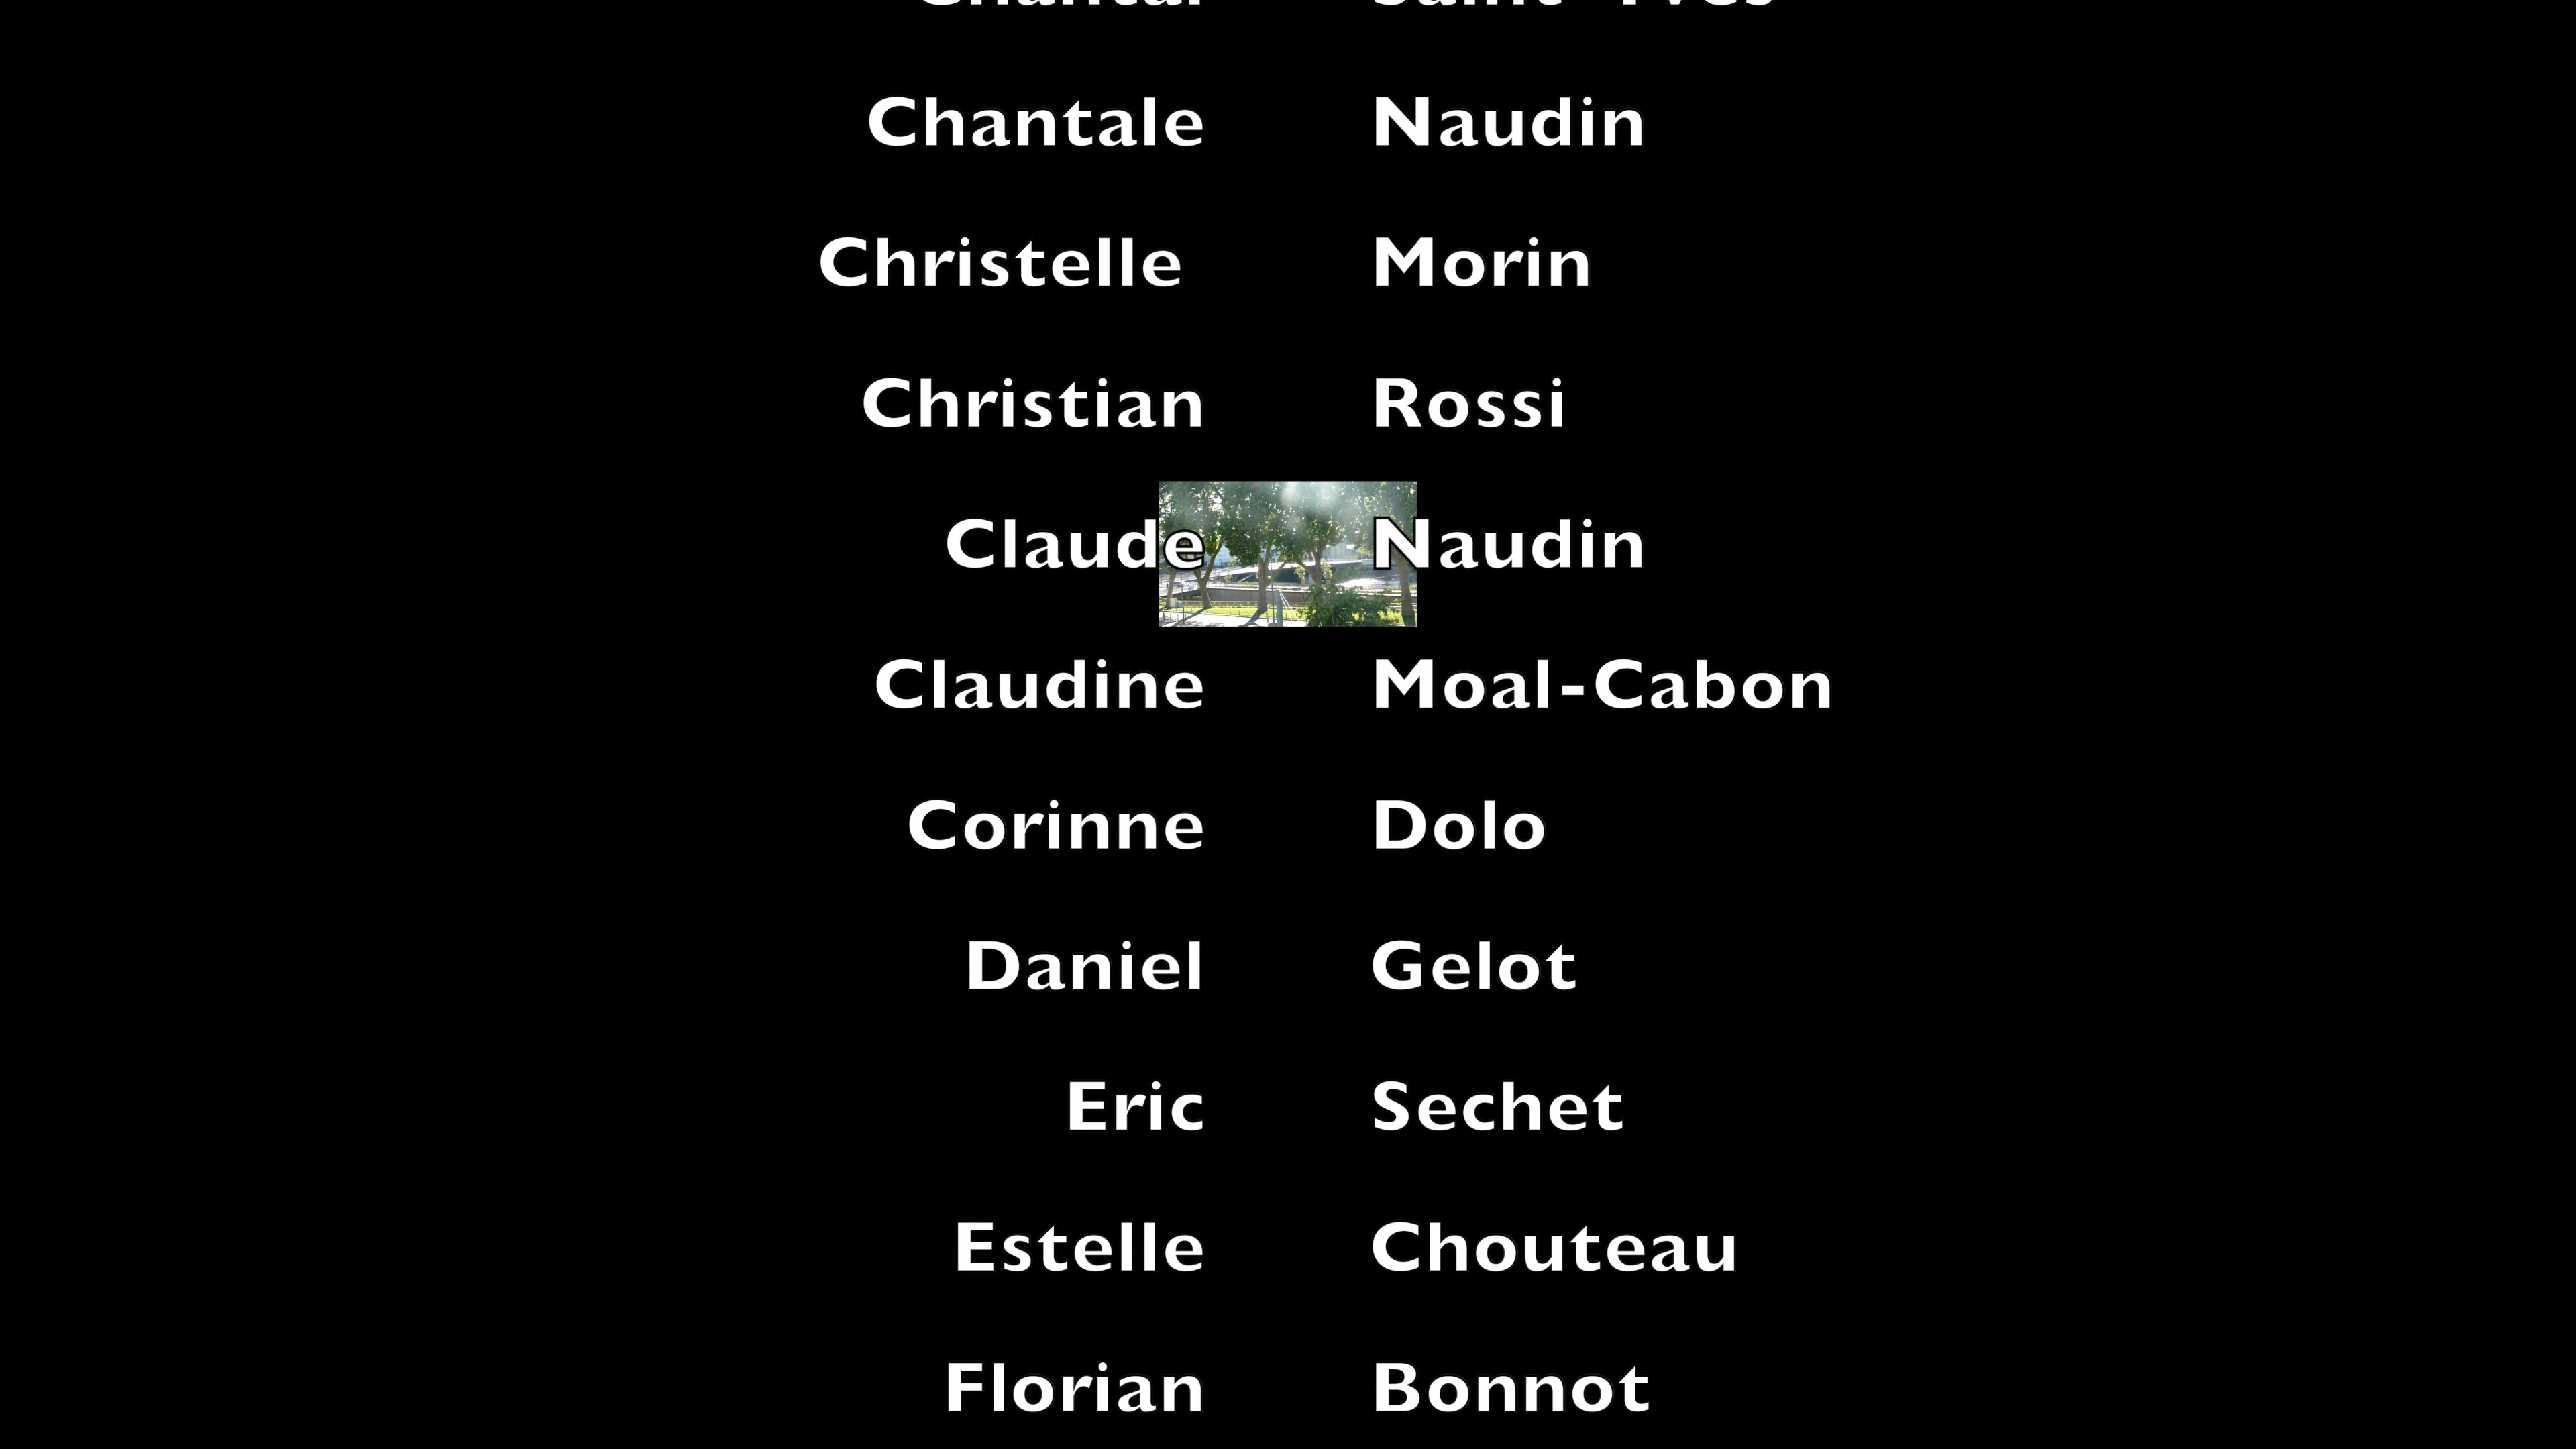 Chantale Naudin
Christelle Morin
Christian Rossi
Claude Naudin
Claudine Moal-Cabon
Corinne Dolo
Daniel Gelot
Eric Sechet
Estelle Chouteau
Florian Bonnot